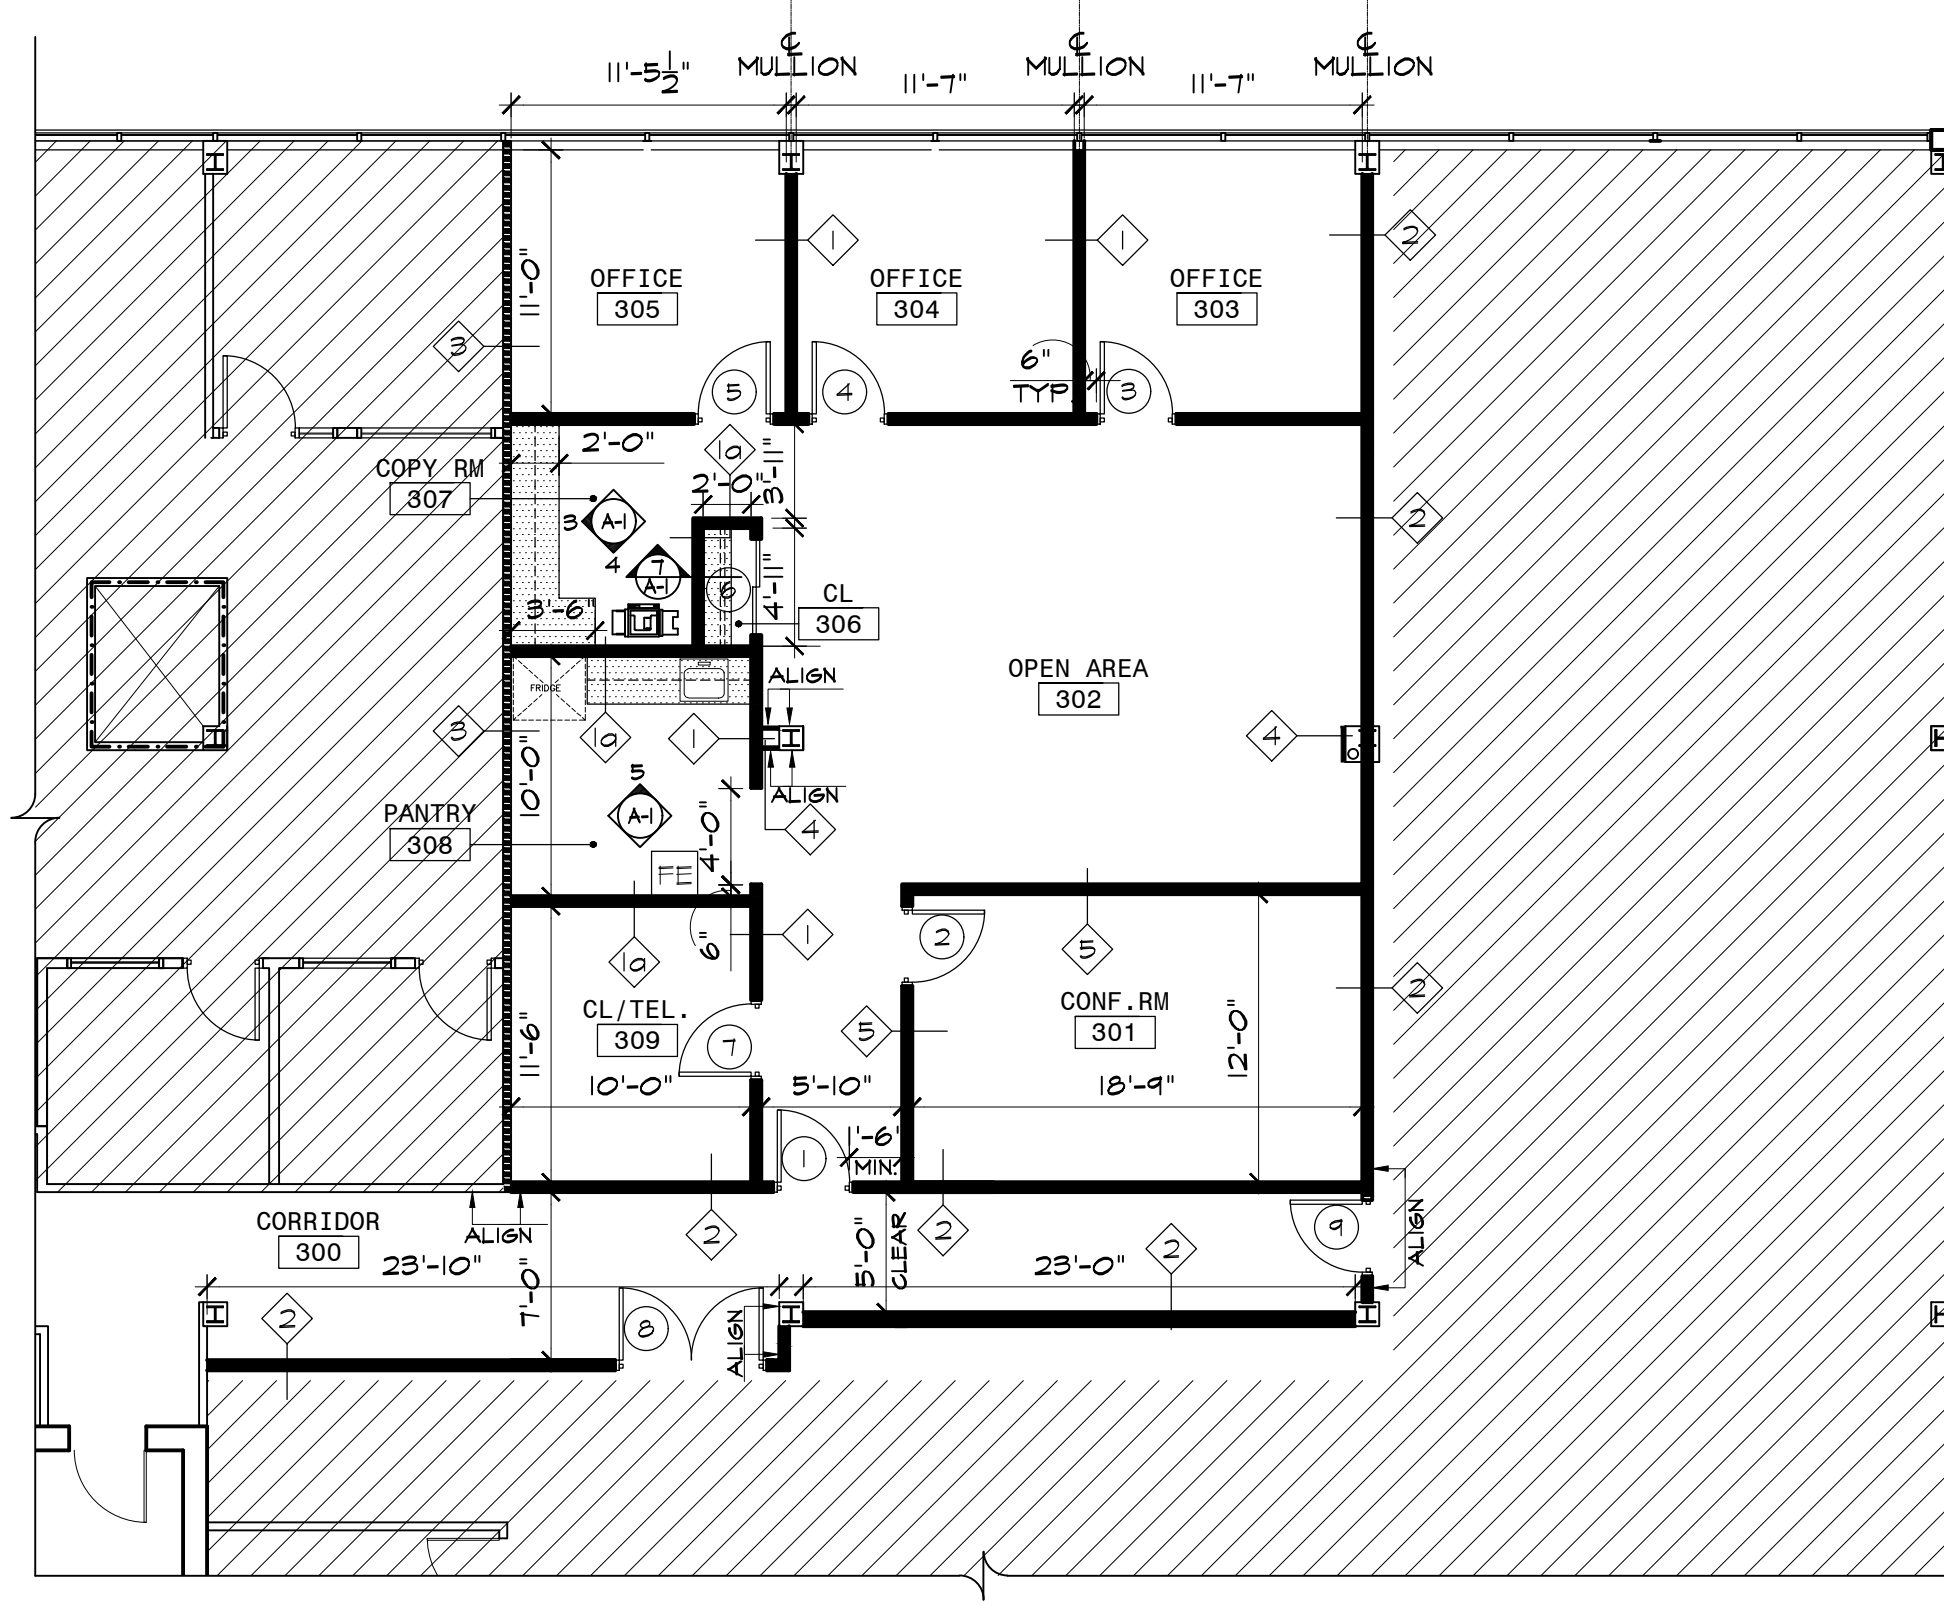 ℄ ℄ ℄
11'-5½" MULLION 11'-7" MULLION 11'-7" MULLION
1 1 2
OFFICE OFFICE OFFICE
305 304 303
11'-0"
3
6"
TYP.
5 4 3
2'-0" 1a 3'-11"
COPY RM
307
2'-0"
3 A-1
4
2
7
A-1
6 4'-11"
CL
306
3'-6"
OPEN AREA
302
ALIGN
FRIDGE
3 1a 1 4
10'-0"
5
A-1
ALIGN
4
PANTRY
308
4'-0"
FE
1a 6" 1
2 5 2
CL/TEL.
309
CONF.RM
301
11'-6" 7 5 12'-0"
10'-0" 5'-10" 18'-9"
1 1'-6"
MIN.
CORRIDOR
300
ALIGN
2 2 2 9 ALIGN
5'-0"
CLEAR
23'-10" 7'-0" 23'-0"
2 8 ALIGN